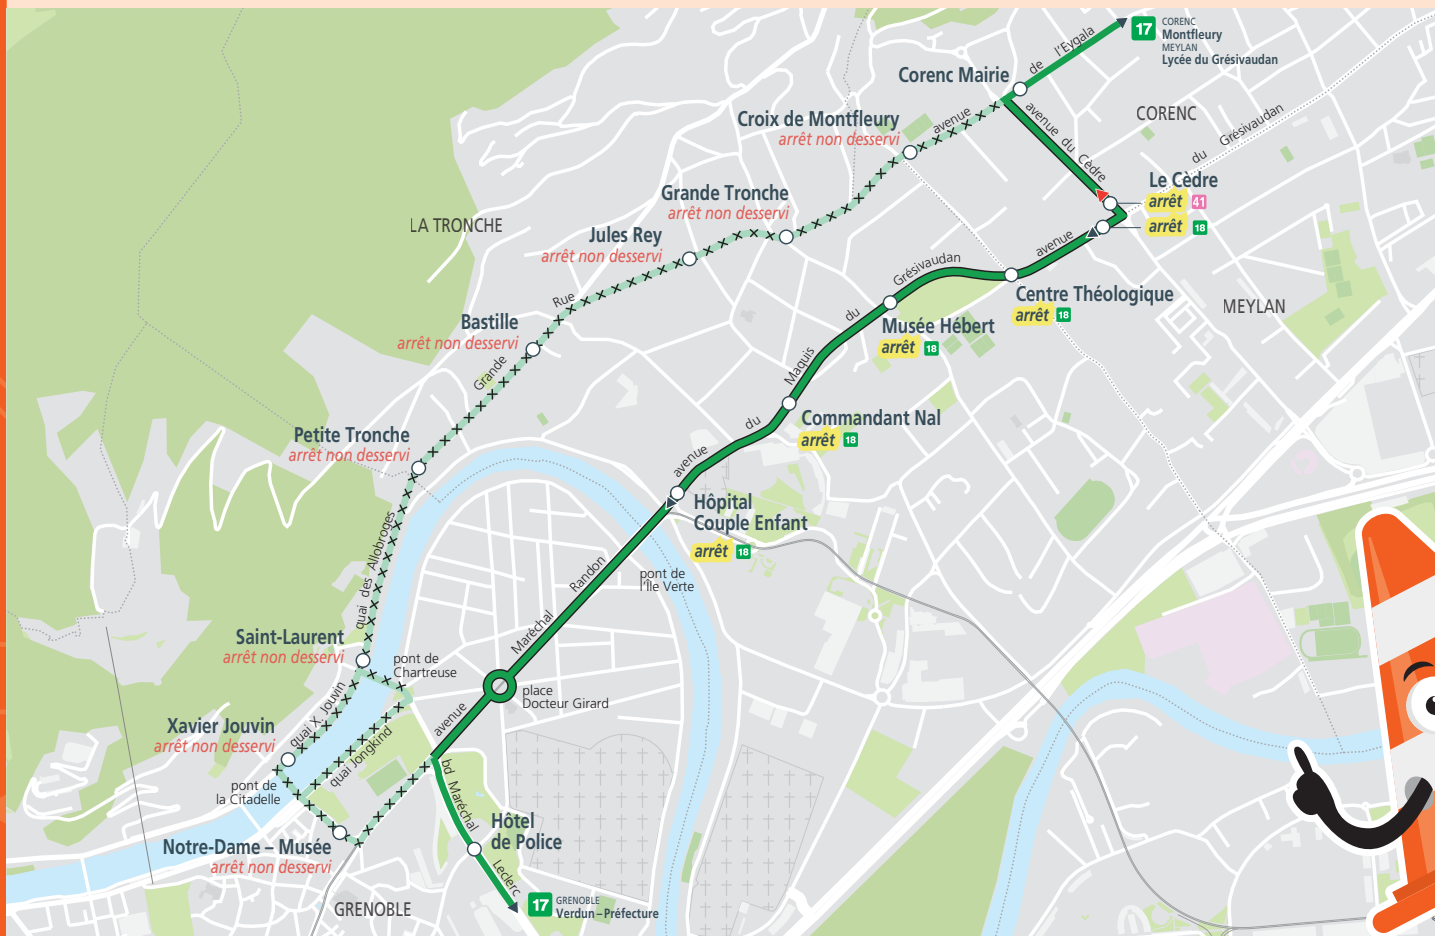 17
CORENC
Montfleury
MEYLAN
Lycée du Grésivaudan
de l'Eygala
Corenc Mairie
avenue
Croix de Montfleury
arrêt non desservi
avenue du Cèdre
CORENC
du Grésivaudan
Le Cèdre
arrêt 41
arrêt 18
Grande Tronche
arrêt non desservi
LA TRONCHE
Jules Rey
arrêt non desservi
avenue
Grésivaudan
du
Centre Théologique
arrêt 18
MEYLAN
Rue
Bastille
arrêt non desservi
Grande
Musée Hébert
arrêt 18
Maquis
du
avenue
Commandant Nal
arrêt 18
Petite Tronche
arrêt non desservi
Hôpital
Couple Enfant
arrêt 18
quai des Allobroges
pont de
l'Île Verte
Randon
Maréchal
avenue
Saint-Laurent
arrêt non desservi
pont de
Chartreuse
place
Docteur Girard
quai X. Jouvin
Xavier Jouvin
arrêt non desservi
quai Jongkind
pont de
la Citadelle
bd Maréchal
Leclerc
Hôtel
de Police
Notre-Dame – Musée
arrêt non desservi
GRENOBLE
17
GRENOBLE
Verdun – Préfecture